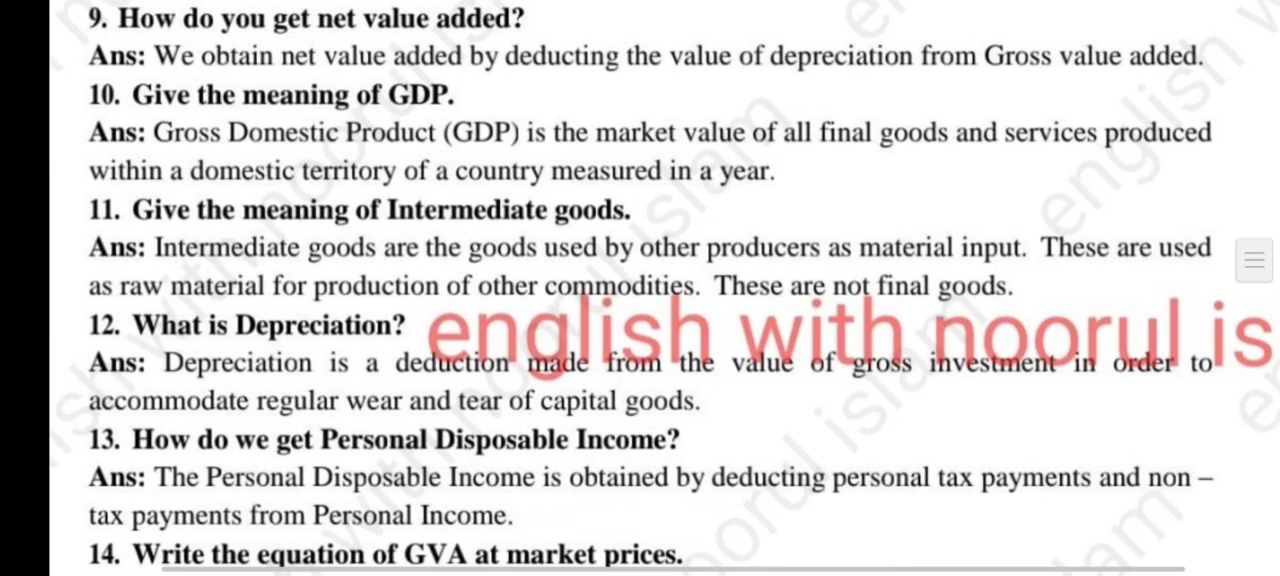 9. How do you get net value added?
Ans: We obtain net value added by deducting the value of depreciation from Gross value added.
10. Give the meaning of GDP.
Ans: Gross Domestic Product (GDP) is the market value of all final goods and services produced
within a domestic territory of a country measured in a year.
11. Give the meaning of Intermediate goods.
Ans: Intermediate goods are the goods used by other producers as material input. These are used
as raw material for production of other commodities. These are not final goods.
12. What is Depreciation?
english with noorul is
Ans: Depreciation is a deduction made from the value of gross investment in order to
accommodate regular wear and tear of capital goods.
13. How do we get Personal Disposable Income?
Ans: The Personal Disposable Income is obtained by deducting personal tax payments and non –
tax payments from Personal Income.
14. Write the equation of GVA at market prices.